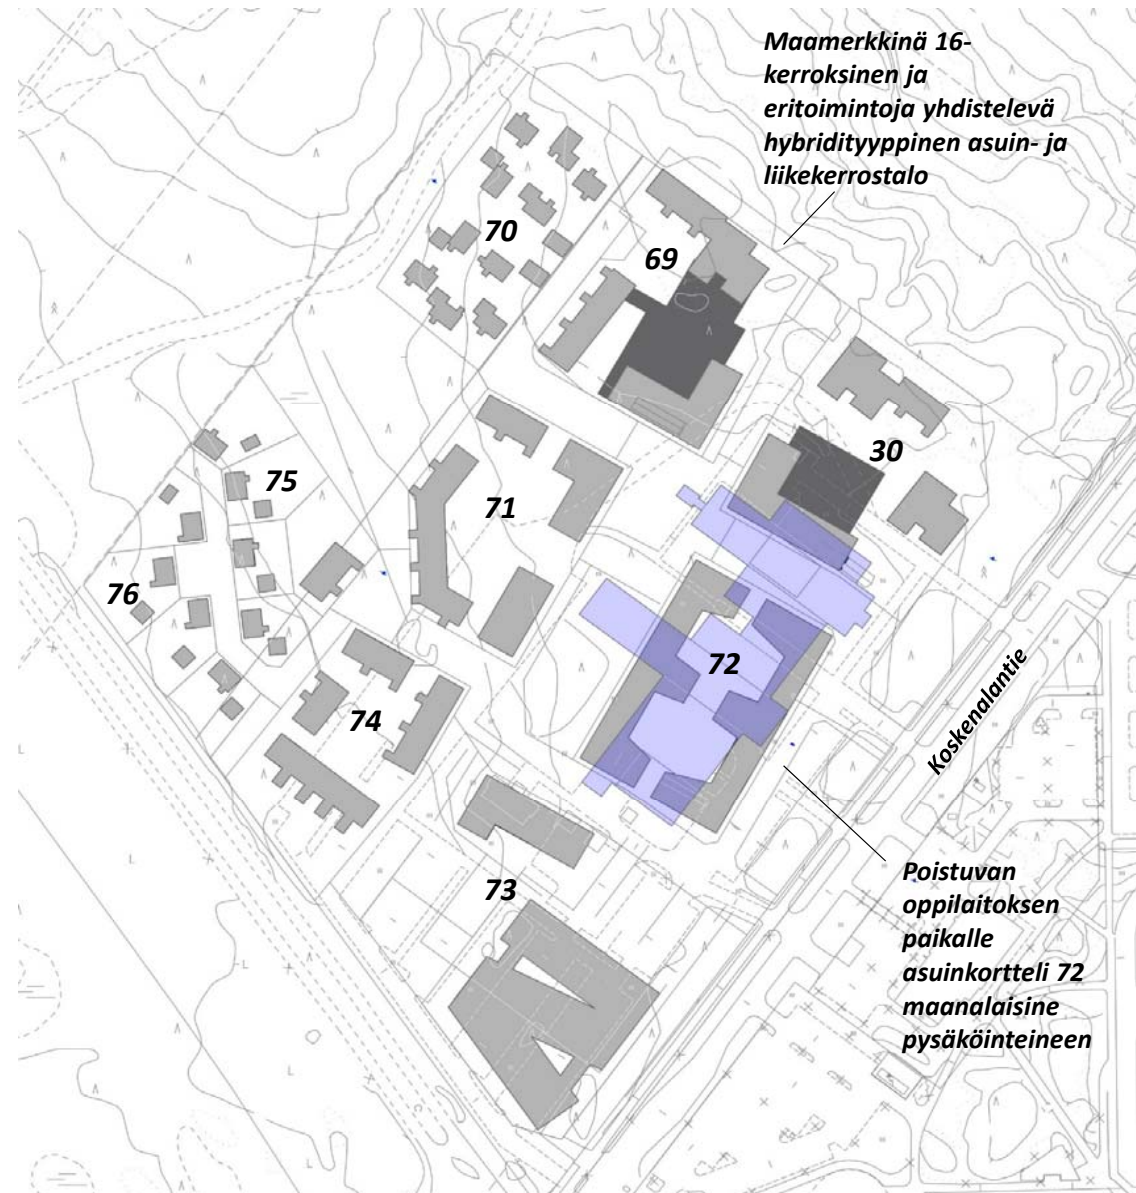 Maamerkkinä 16-
kerroksinen ja
eritoimintoja yhdistelevä
hybridityyppinen asuin- ja
liikekerrostalo
70
69
30
75
71
76
72
74
Koskenalantie
73
Poistuvan
oppilaitoksen
paikalle
asuinkortteli 72
maanalaisine
pysäköinteineen